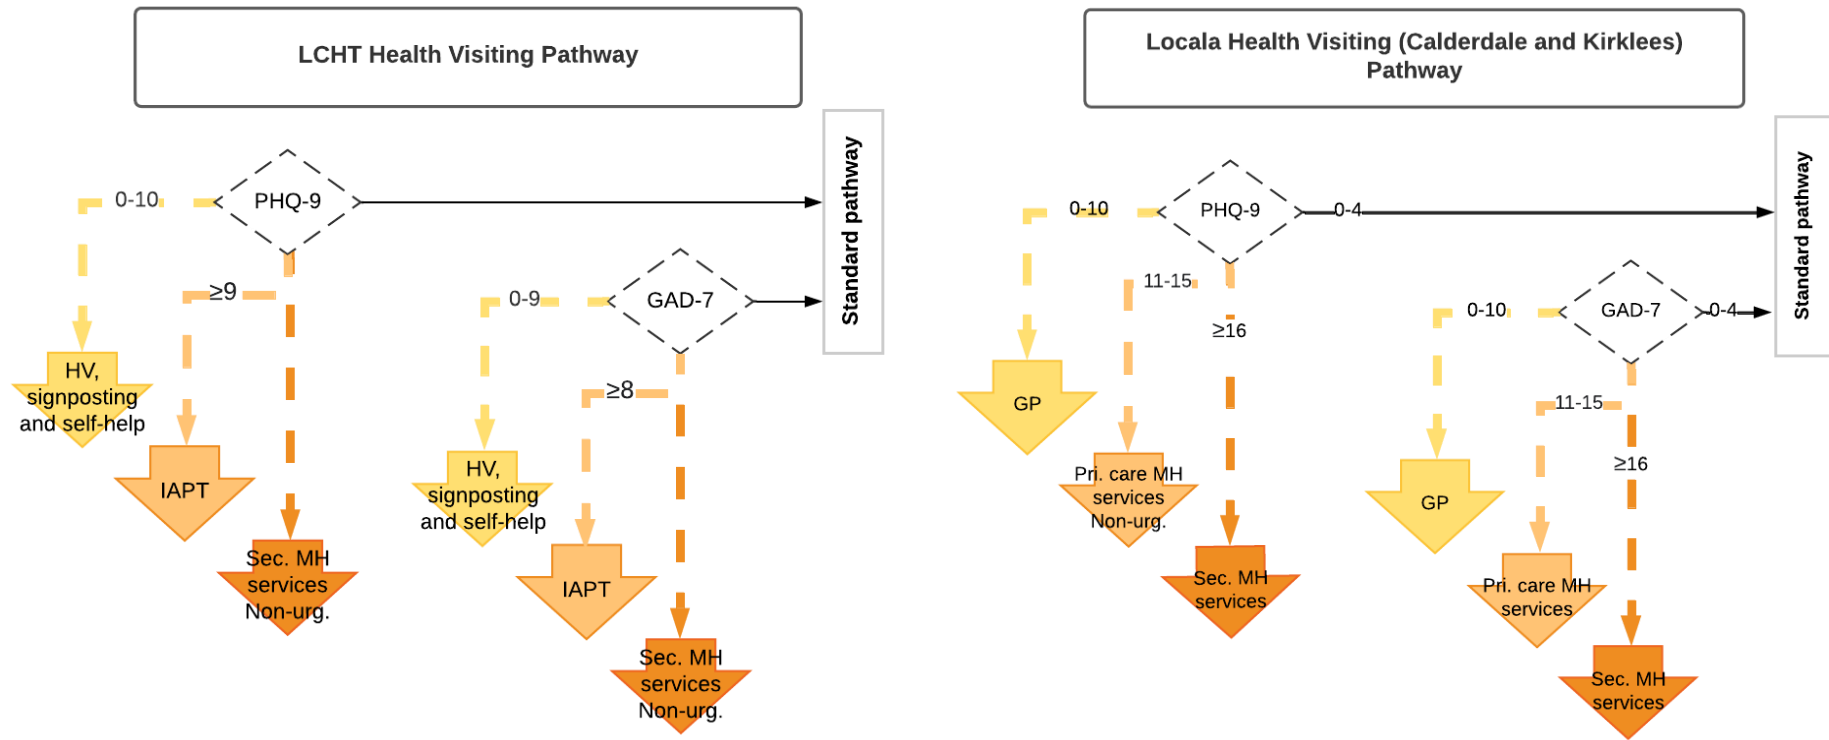 LCHT Health Visiting Pathway
0-10
PHQ-9
≥9
HV,
signposting
and self-help
IAPT
Sec. MH
services
Non-urg.
0-9
GAD-7
≥8
HV,
signposting
and self-help
IAPT
Sec. MH
services
Non-urg.
Standard pathway
Locala Health Visiting (Calderdale and Kirklees)
Pathway
0-10
PHQ-9
0-4
11-15
≥16
GP
Pri. care MH
services
Non-urg.
Sec. MH
services
0-10
GAD-7
0-4
11-15
≥16
GP
Pri. care MH
services
Sec. MH
services
Standard pathway